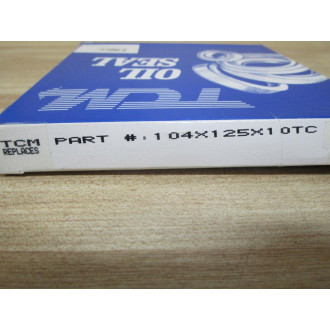 OIL
SEAL
TCM
TCM PART #: 104X125X10TC
REPLACES